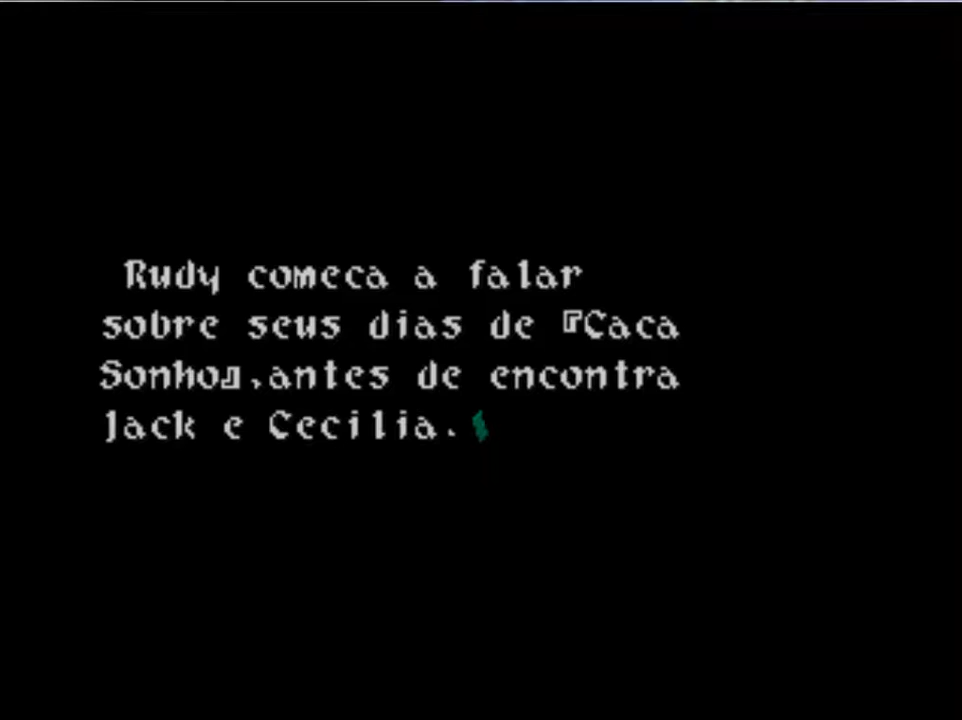 Rudy comeca a falar
sobre seus dias de『Caca
Sonho』.antes de encontra
Jack e Cecilia.